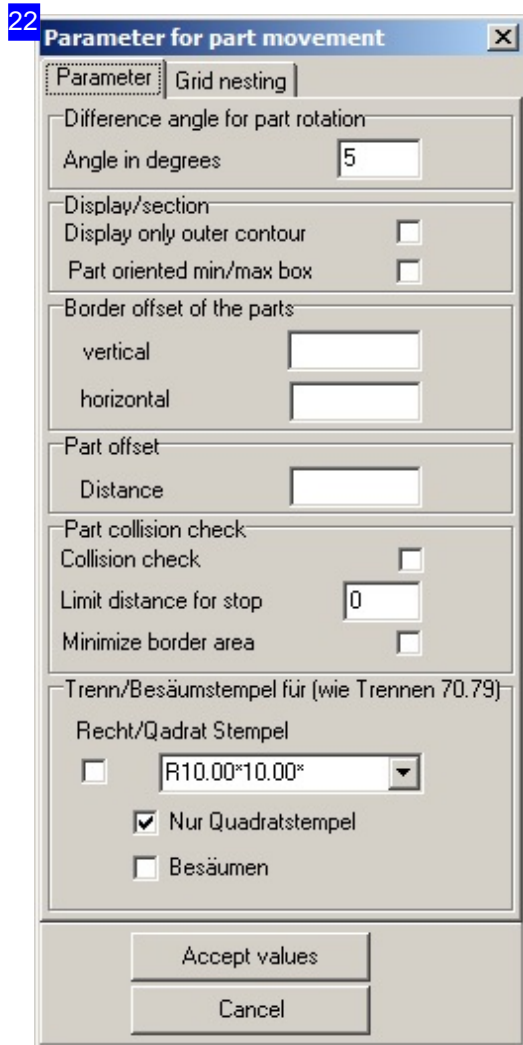 22
Parameter for part movement
Parameter Grid nesting
Difference angle for part rotation
Angle in degrees 5
Display/section
Display only outer contour
Part oriented min/max box
Border offset of the parts
vertical
horizontal
Part offset
Distance
Part collision check
Collision check
Limit distance for stop 0
Minimize border area
Trenn/Besäumstempel für (wie Trennen 70.79)
Recht/Qadrat Stempel
R10.00*10.00*
Nur Quadratstempel
Besäumen
Accept values
Cancel